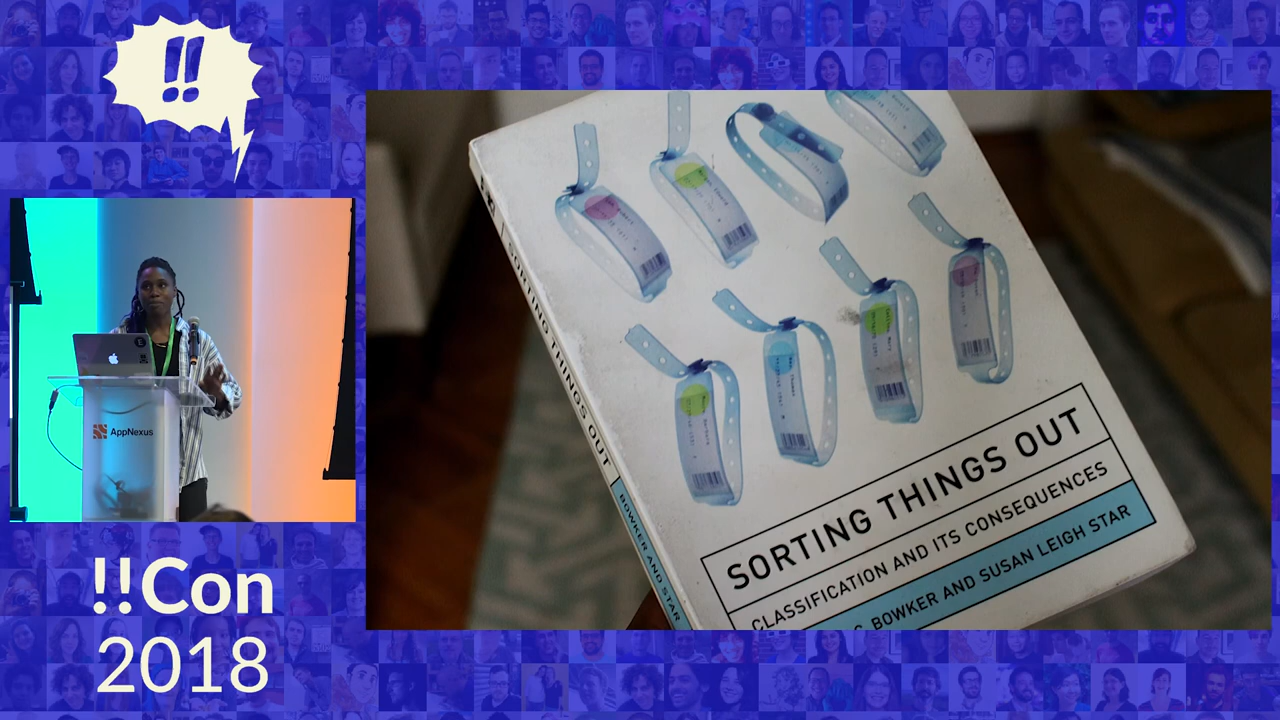 !!
AppNexus
!!Con
2018
SORTING THINGS OUT
BOWKER AND STAR
SORTING THINGS OUT
CLASSIFICATION AND ITS CONSEQUENCES
C. BOWKER AND SUSAN LEIGH STAR